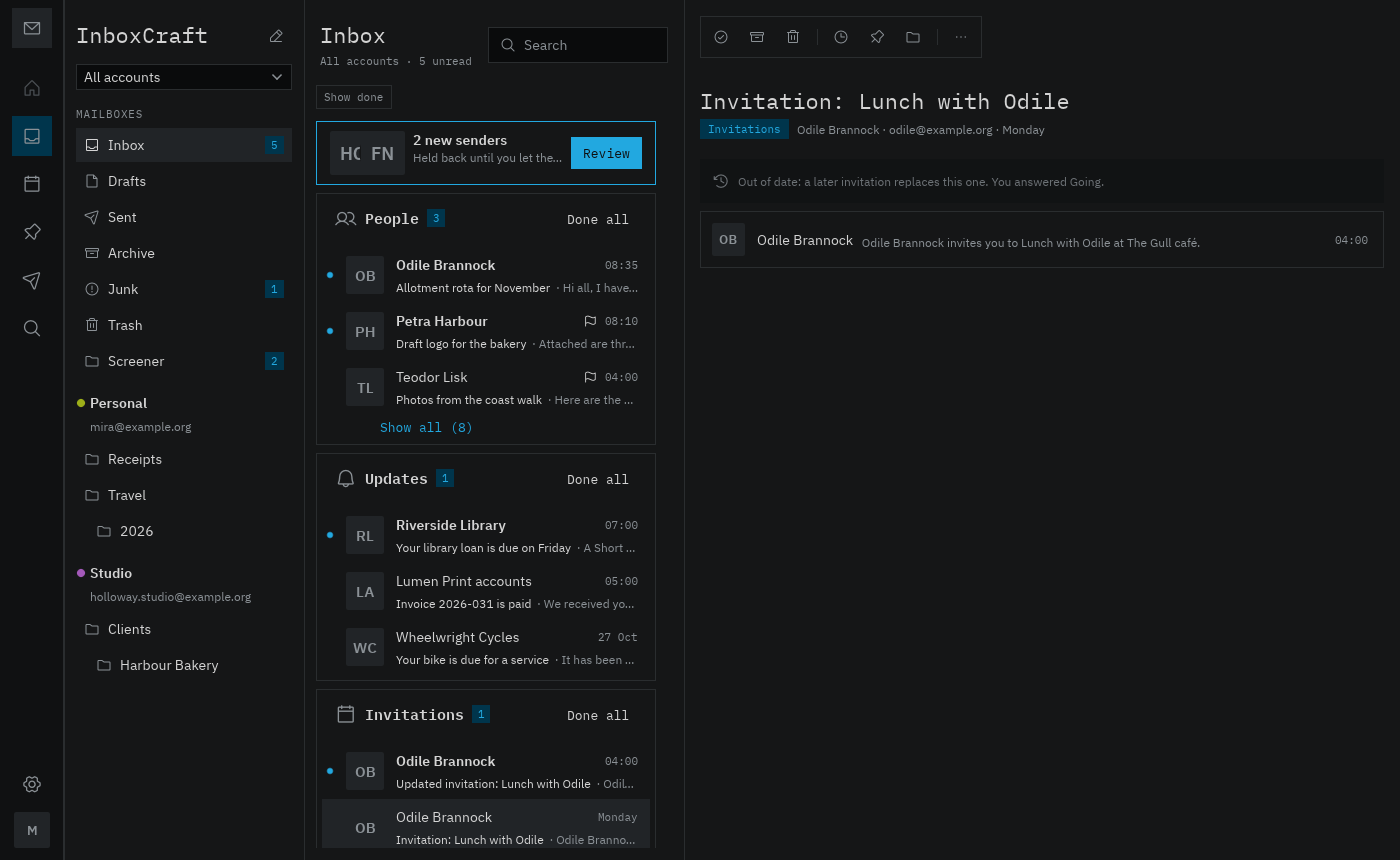 InboxCraft
All accounts
MAILBOXES
Inbox 5
Drafts
Sent
Archive
Junk 1
Trash
Screener 2
Personal
mira@example.org
Receipts
Travel
2026
Studio
holloway.studio@example.org
Clients
Harbour Bakery
M
Inbox
All accounts · 5 unread
Search
Show done
FN
2 new senders
Held back until you let the…
Review
People 3 Done all
OB Odile Brannock 08:35
Allotment rota for November · Hi all, I have…
PH Petra Harbour 08:10
Draft logo for the bakery · Attached are thr…
TL Teodor Lisk 04:00
Photos from the coast walk · Here are the …
Show all (8)
Updates 1 Done all
RL Riverside Library 07:00
Your library loan is due on Friday · A Short …
LA Lumen Print accounts 05:00
Invoice 2026-031 is paid · We received yo…
WC Wheelwright Cycles 27 Oct
Your bike is due for a service · It has been …
Invitations 1 Done all
OB Odile Brannock 04:00
Updated invitation: Lunch with Odile · Odil…
OB Odile Brannock Monday
Invitation: Lunch with Odile · Odile Branno…
Invitation: Lunch with Odile
Invitations Odile Brannock · odile@example.org · Monday
Out of date: a later invitation replaces this one. You answered Going.
OB Odile Brannock Odile Brannock invites you to Lunch with Odile at The Gull café. 04:00